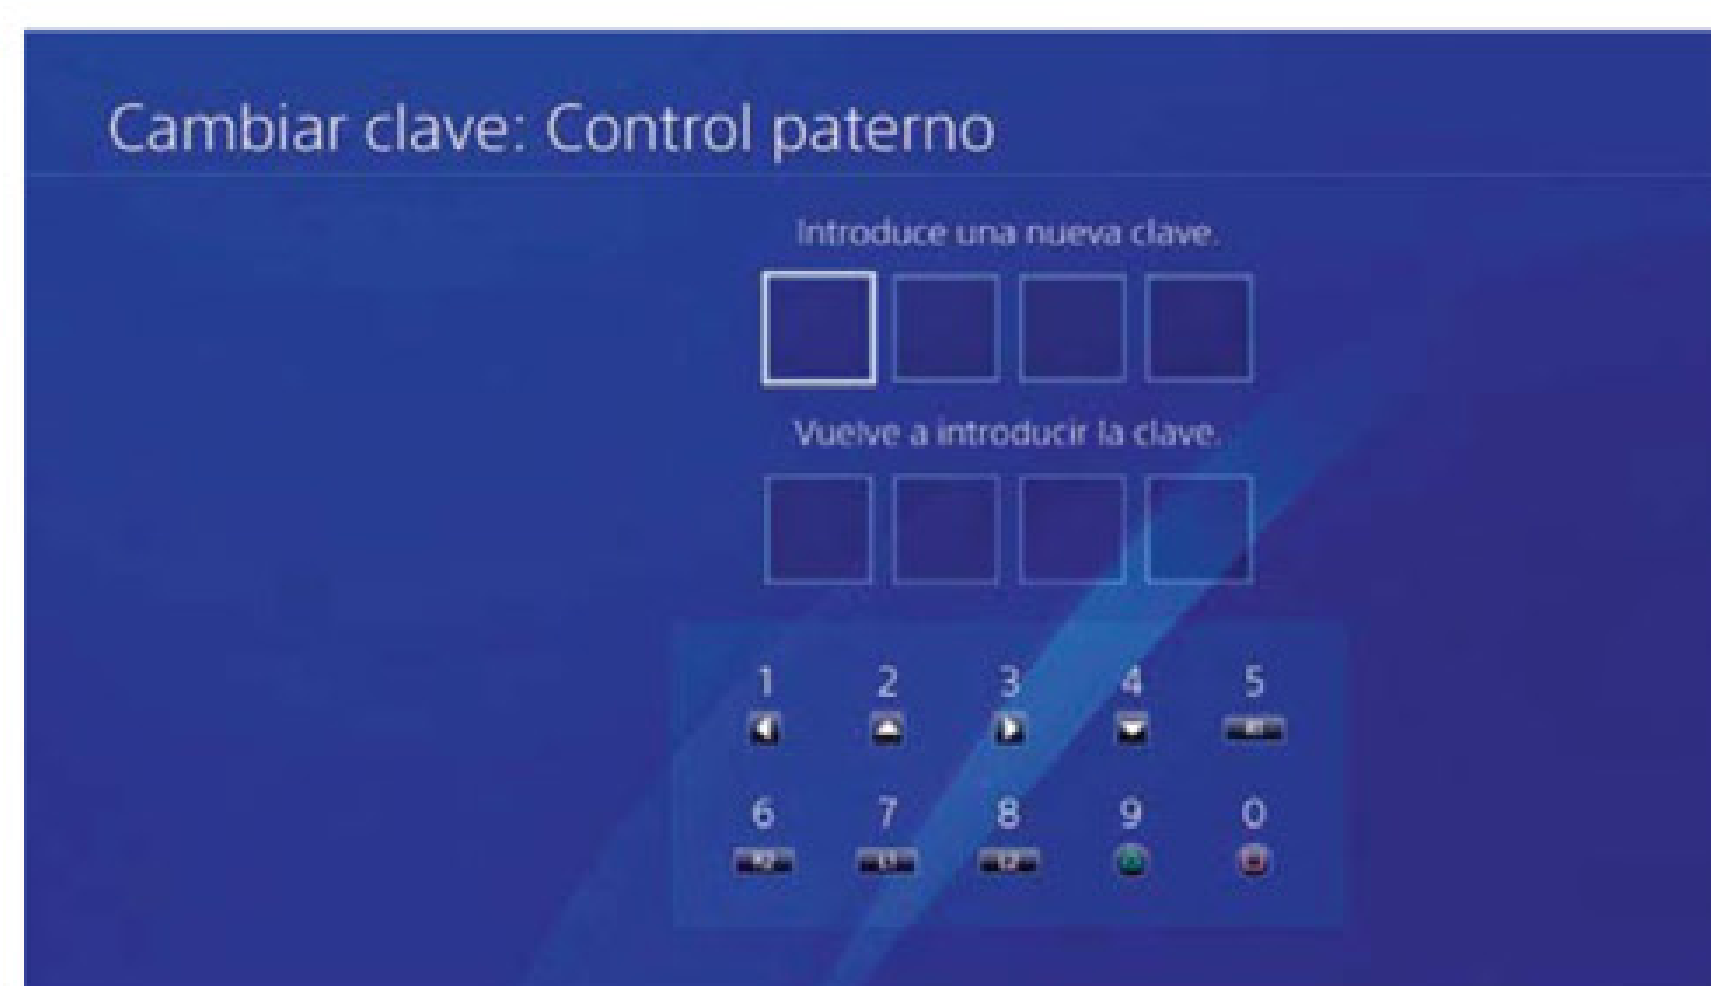 Cambiar clave: Control paterno
Introduce una nueva clave.
Vuelve a introducir la clave.
1 2 3 4 5
6 7 8 9 0